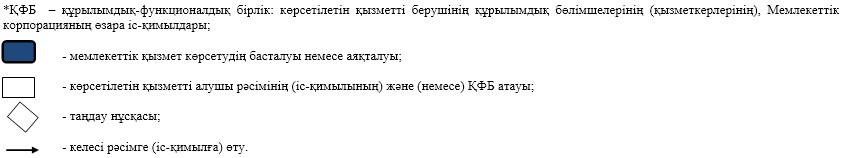 *ҚФБ – құрылымдық-функционалдық бірлік: көрсетілетін қызметті берушінің құрылымдық бөлімшелерінің (қызметкерлерінің), Мемлекеттік
корпорацияның өзара іс-қимылдары;
- мемлекеттік қызмет көрсетудің басталуы немесе аяқталуы;
- көрсетілетін қызметті алушы рәсімінің (іс-қимылының) және (немесе) ҚФБ атауы;
- таңдау нұсқасы;
- келесі рәсімге (іс-қимылға) өту.